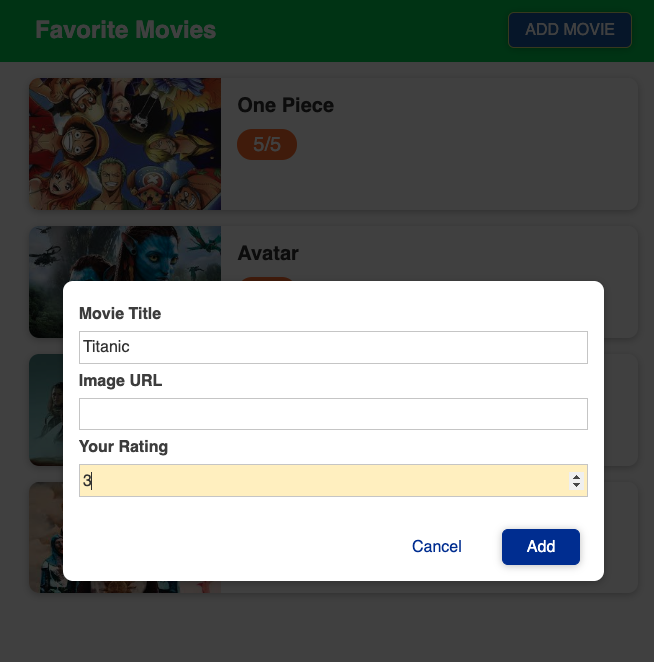 Favorite Movies
ADD MOVIE
One Piece
5/5
Avatar
Movie Title
Titanic
Image URL
Your Rating
3
Cancel
Add